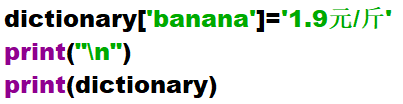 dictionary['banana']='1.9元/斤'
print("\n")
print(dictionary)